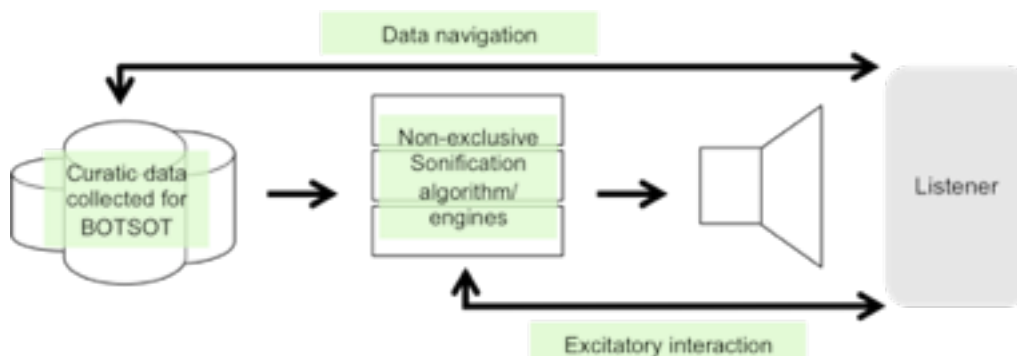 Data navigation
Curatic data
collected for
BOTSOT
Non-exclusive
Sonification
algorithm/
engines
Listener
Excitatory interaction